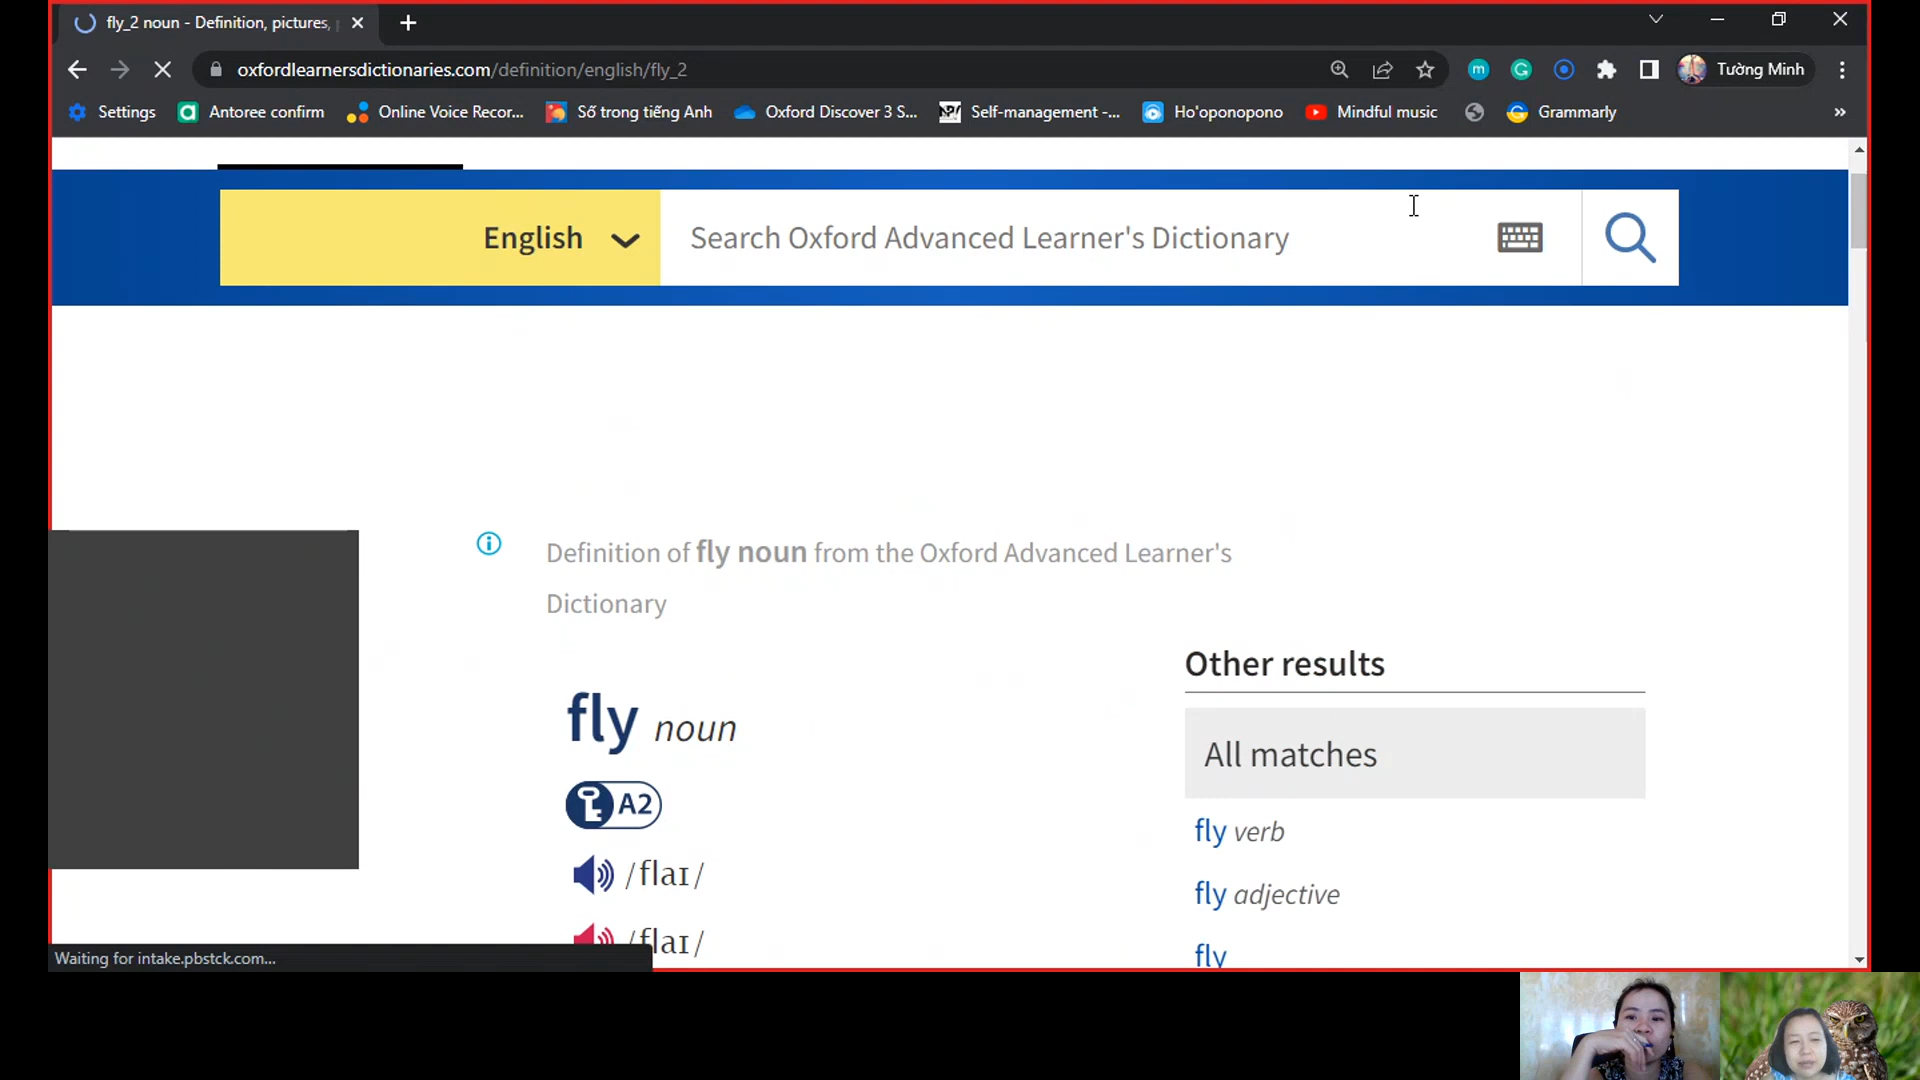 fly_2 noun - Definition, pictures,
oxfordlearnersdictionaries.com/definition/english/fly_2
Tường Minh
Settings
Antoree confirm
Online Voice Recor...
Số trong tiếng Anh
Oxford Discover 3 S...
Self-management -...
Ho'oponopono
Mindful music
Grammarly
English
Search Oxford Advanced Learner's Dictionary
Definition of fly noun from the Oxford Advanced Learner's
Dictionary
Other results
fly noun
All matches
A2
fly verb
/flaɪ/
fly adjective
/flaɪ/
fly
Waiting for intake.pbstck.com...